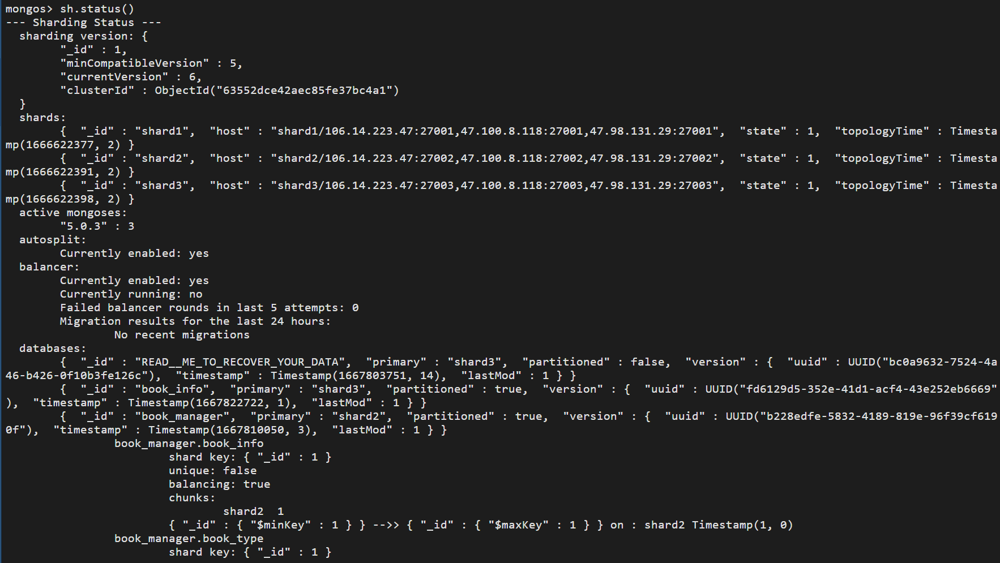 mongos> sh.status()
--- Sharding Status ---
  sharding version: {
        "_id" : 1,
        "minCompatibleVersion" : 5,
        "currentVersion" : 6,
        "clusterId" : ObjectId("63552dce42aec85fe37bc4a1")
  }
  shards:
        {  "_id" : "shard1",  "host" : "shard1/106.14.223.47:27001,47.100.8.118:27001,47.98.131.29:27001",  "state" : 1,  "topologyTime" : Timesta
mp(1666622377, 2) }
        {  "_id" : "shard2",  "host" : "shard2/106.14.223.47:27002,47.100.8.118:27002,47.98.131.29:27002",  "state" : 1,  "topologyTime" : Timesta
mp(1666622391, 2) }
        {  "_id" : "shard3",  "host" : "shard3/106.14.223.47:27003,47.100.8.118:27003,47.98.131.29:27003",  "state" : 1,  "topologyTime" : Timesta
mp(1666622398, 2) }
  active mongoses:
        "5.0.3" : 3
  autosplit:
        Currently enabled: yes
  balancer:
        Currently enabled: yes
        Currently running: no
        Failed balancer rounds in last 5 attempts: 0
        Migration results for the last 24 hours:
                No recent migrations
  databases:
        {  "_id" : "READ__ME_TO_RECOVER_YOUR_DATA",  "primary" : "shard3",  "partitioned" : false,  "version" : {  "uuid" : UUID("bc0a9632-7524-4a
46-b426-0f10b3fe126c"),  "timestamp" : Timestamp(1667803751, 14),  "lastMod" : 1 } }
        {  "_id" : "book_info",  "primary" : "shard3",  "partitioned" : true,  "version" : {  "uuid" : UUID("fd6129d5-352e-41d1-acf4-43e252eb6669"
),  "timestamp" : Timestamp(1667822722, 1),  "lastMod" : 1 } }
        {  "_id" : "book_manager",  "primary" : "shard2",  "partitioned" : true,  "version" : {  "uuid" : UUID("b228edfe-5832-4189-819e-96f39cf619
0f"),  "timestamp" : Timestamp(1667810050, 3),  "lastMod" : 1 } }
                book_manager.book_info
                        shard key: { "_id" : 1 }
                        unique: false
                        balancing: true
                        chunks:
                                shard2  1
                        { "_id" : { "$minKey" : 1 } } -->> { "_id" : { "$maxKey" : 1 } } on : shard2 Timestamp(1, 0)
                book_manager.book_type
                        shard key: { "_id" : 1 }